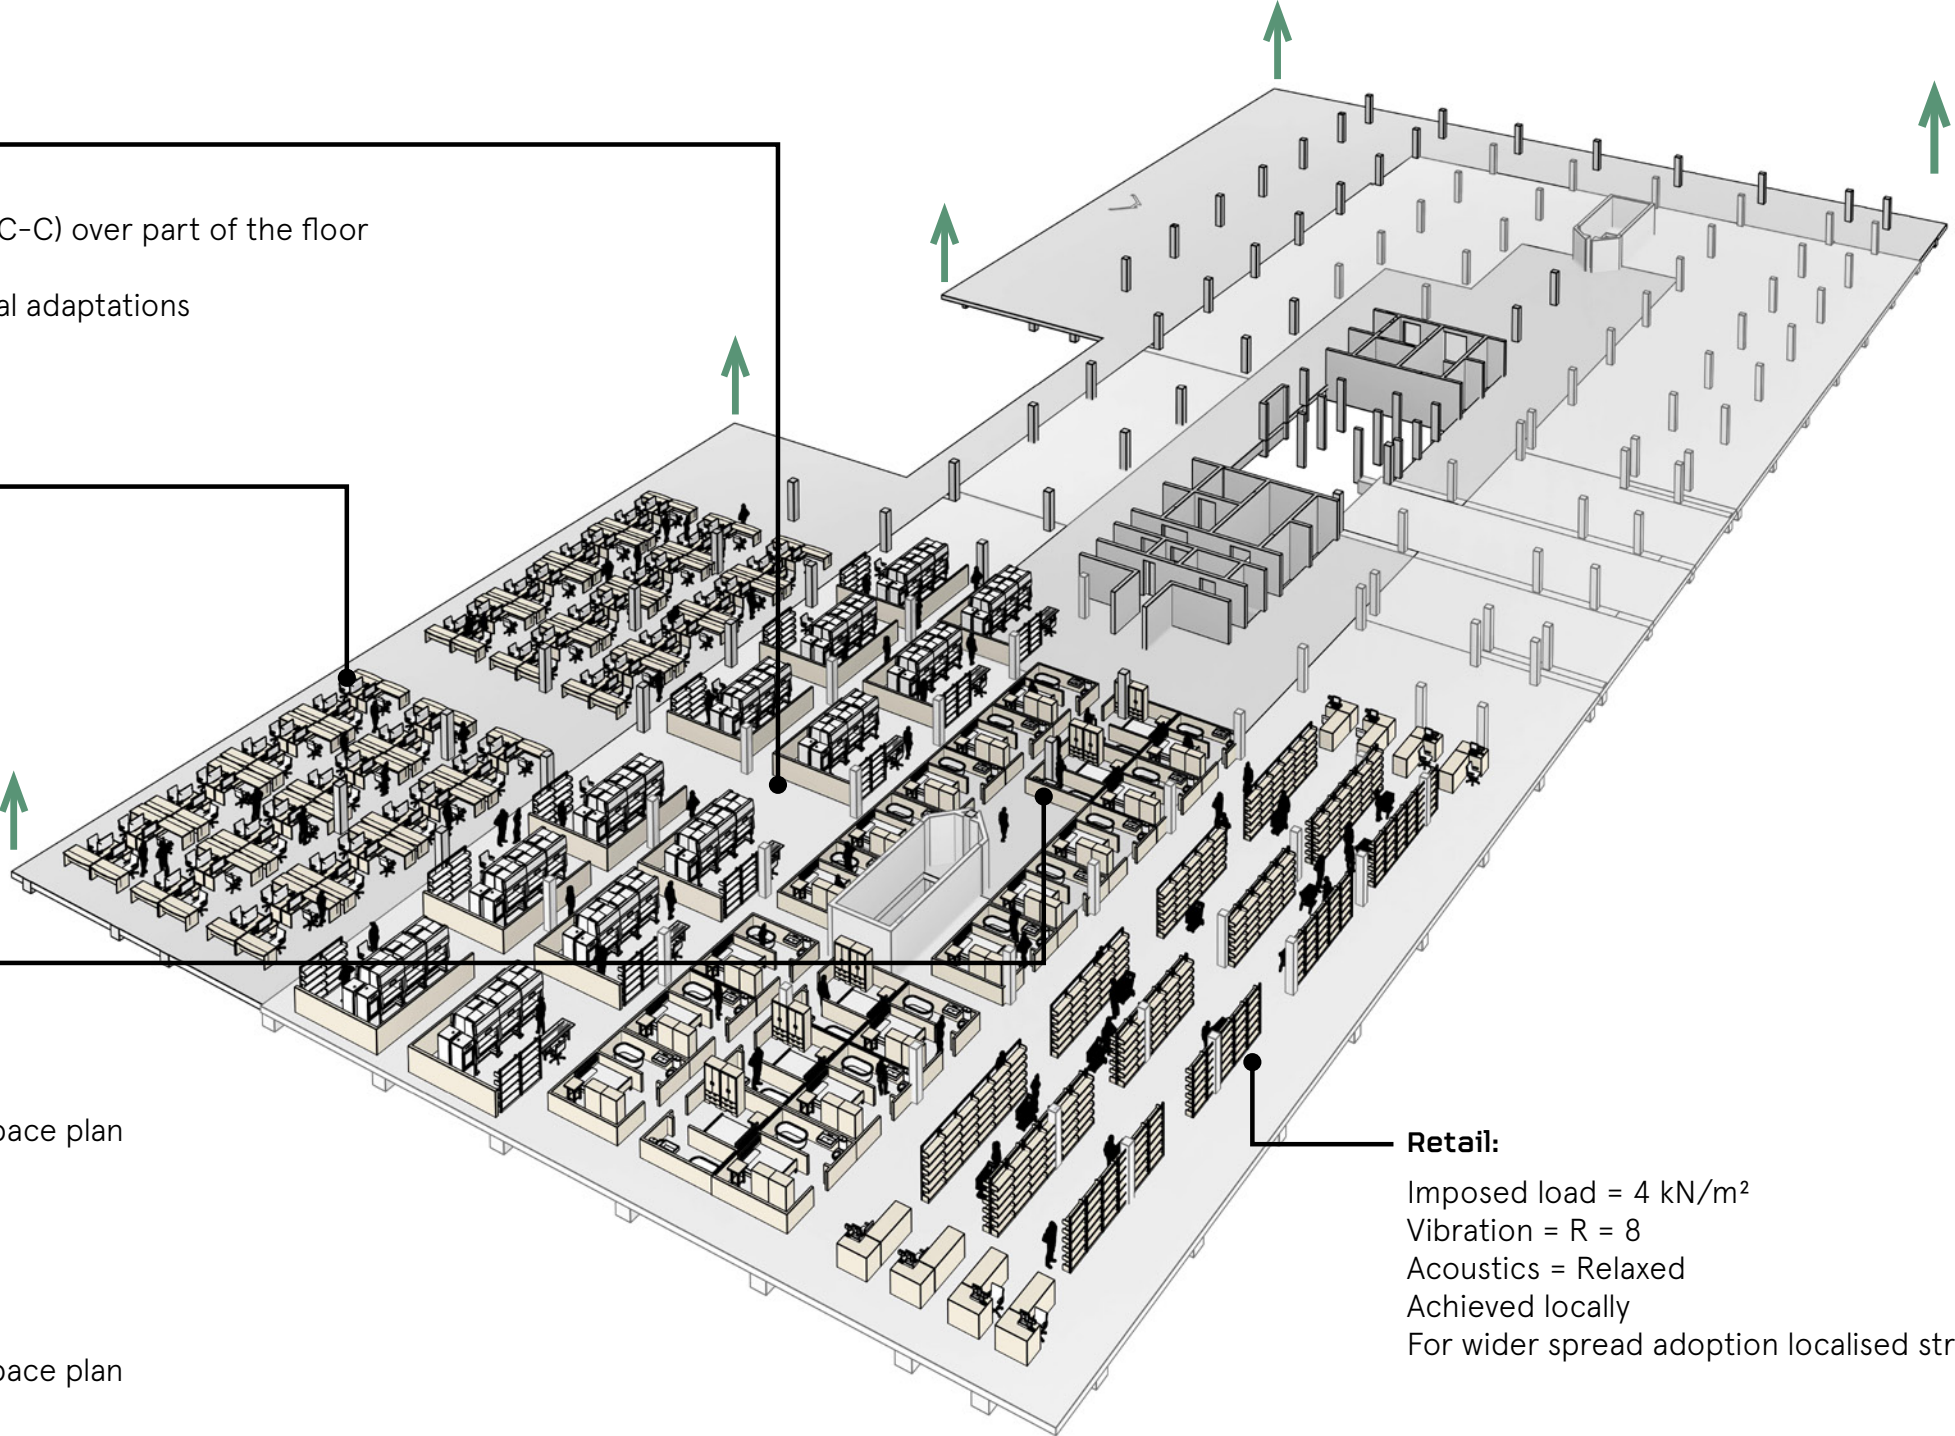 C-C) over part of the floor
al adaptations
pace plan
pace plan
Retail:
Imposed load = 4 kN/m²
Vibration = R = 8
Acoustics = Relaxed
Achieved locally
For wider spread adoption localised str